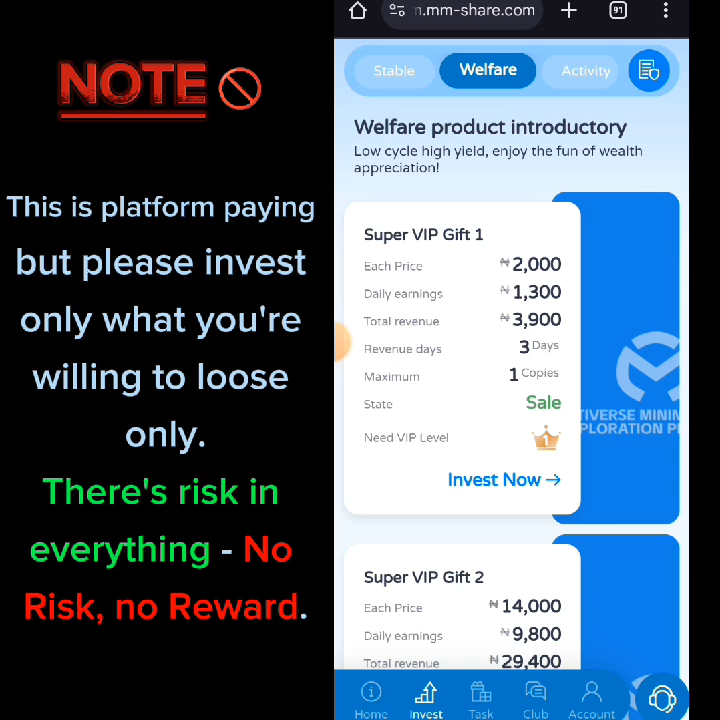 NOTE
This is platform paying
but please invest
only what you're
willing to loose
only.
There's risk in
everything - No
Risk, no Reward.
n.mm-share.com
91
Stable
Welfare
Activity
Welfare product introductory
Low cycle high yield, enjoy the fun of wealth
appreciation!
Super VIP Gift 1
Each Price ₦2,000
Daily earnings ₦1,300
Total revenue ₦3,900
Revenue days 3 Days
Maximum 1 Copies
State Sale
Need VIP Level 1
Invest Now →
TIVERSE MININ
PLORATION P
Super VIP Gift 2
Each Price ₦14,000
Daily earnings ₦9,800
Total revenue ₦29,400
Home
Invest
Task
Club
Account